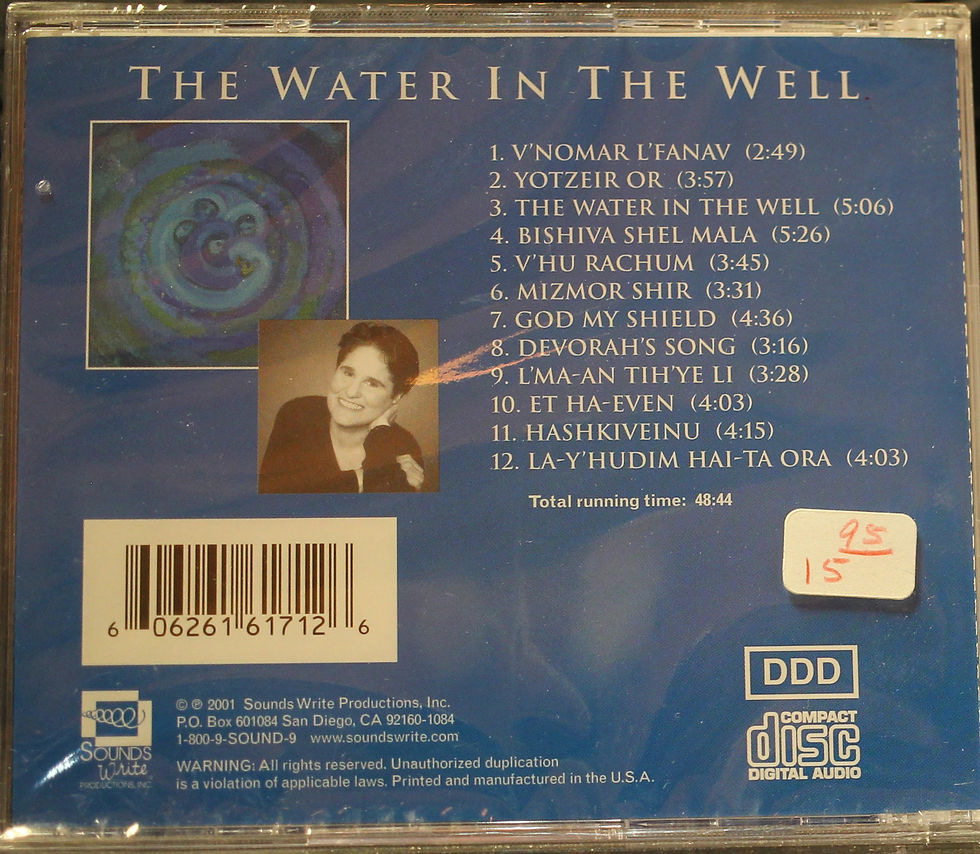 THE WATER IN THE WELL
1. V'NOMAR L'FANAV (2:49)
2. YOTZEIR OR (3:57)
3. THE WATER IN THE WELL (5:06)
4. BISHIVA SHEL MALA (5:26)
5. V'HU RACHUM (3:45)
6. MIZMOR SHIR (3:31)
7. GOD MY SHIELD (4:36)
8. DEVORAH'S SONG (3:16)
9. L'MA-AN TIH'YE LI (3:28)
10. ET HA-EVEN (4:03)
11. HASHKIVEINU (4:15)
12. LA-Y'HUDIM HAI-TA ORA (4:03)
Total running time: 48:44
15 95
6 06261 61712 6
DDD
COMPACT
disc
DIGITAL AUDIO
SOUNDS
Write
PRODUCTIONS, INC.
© ℗ 2001 Sounds Write Productions, Inc.
P.O. Box 601084 San Diego, CA 92160-1084
1-800-9-SOUND-9 www.soundswrite.com
WARNING: All rights reserved. Unauthorized duplication
is a violation of applicable laws. Printed and manufactured in the U.S.A.